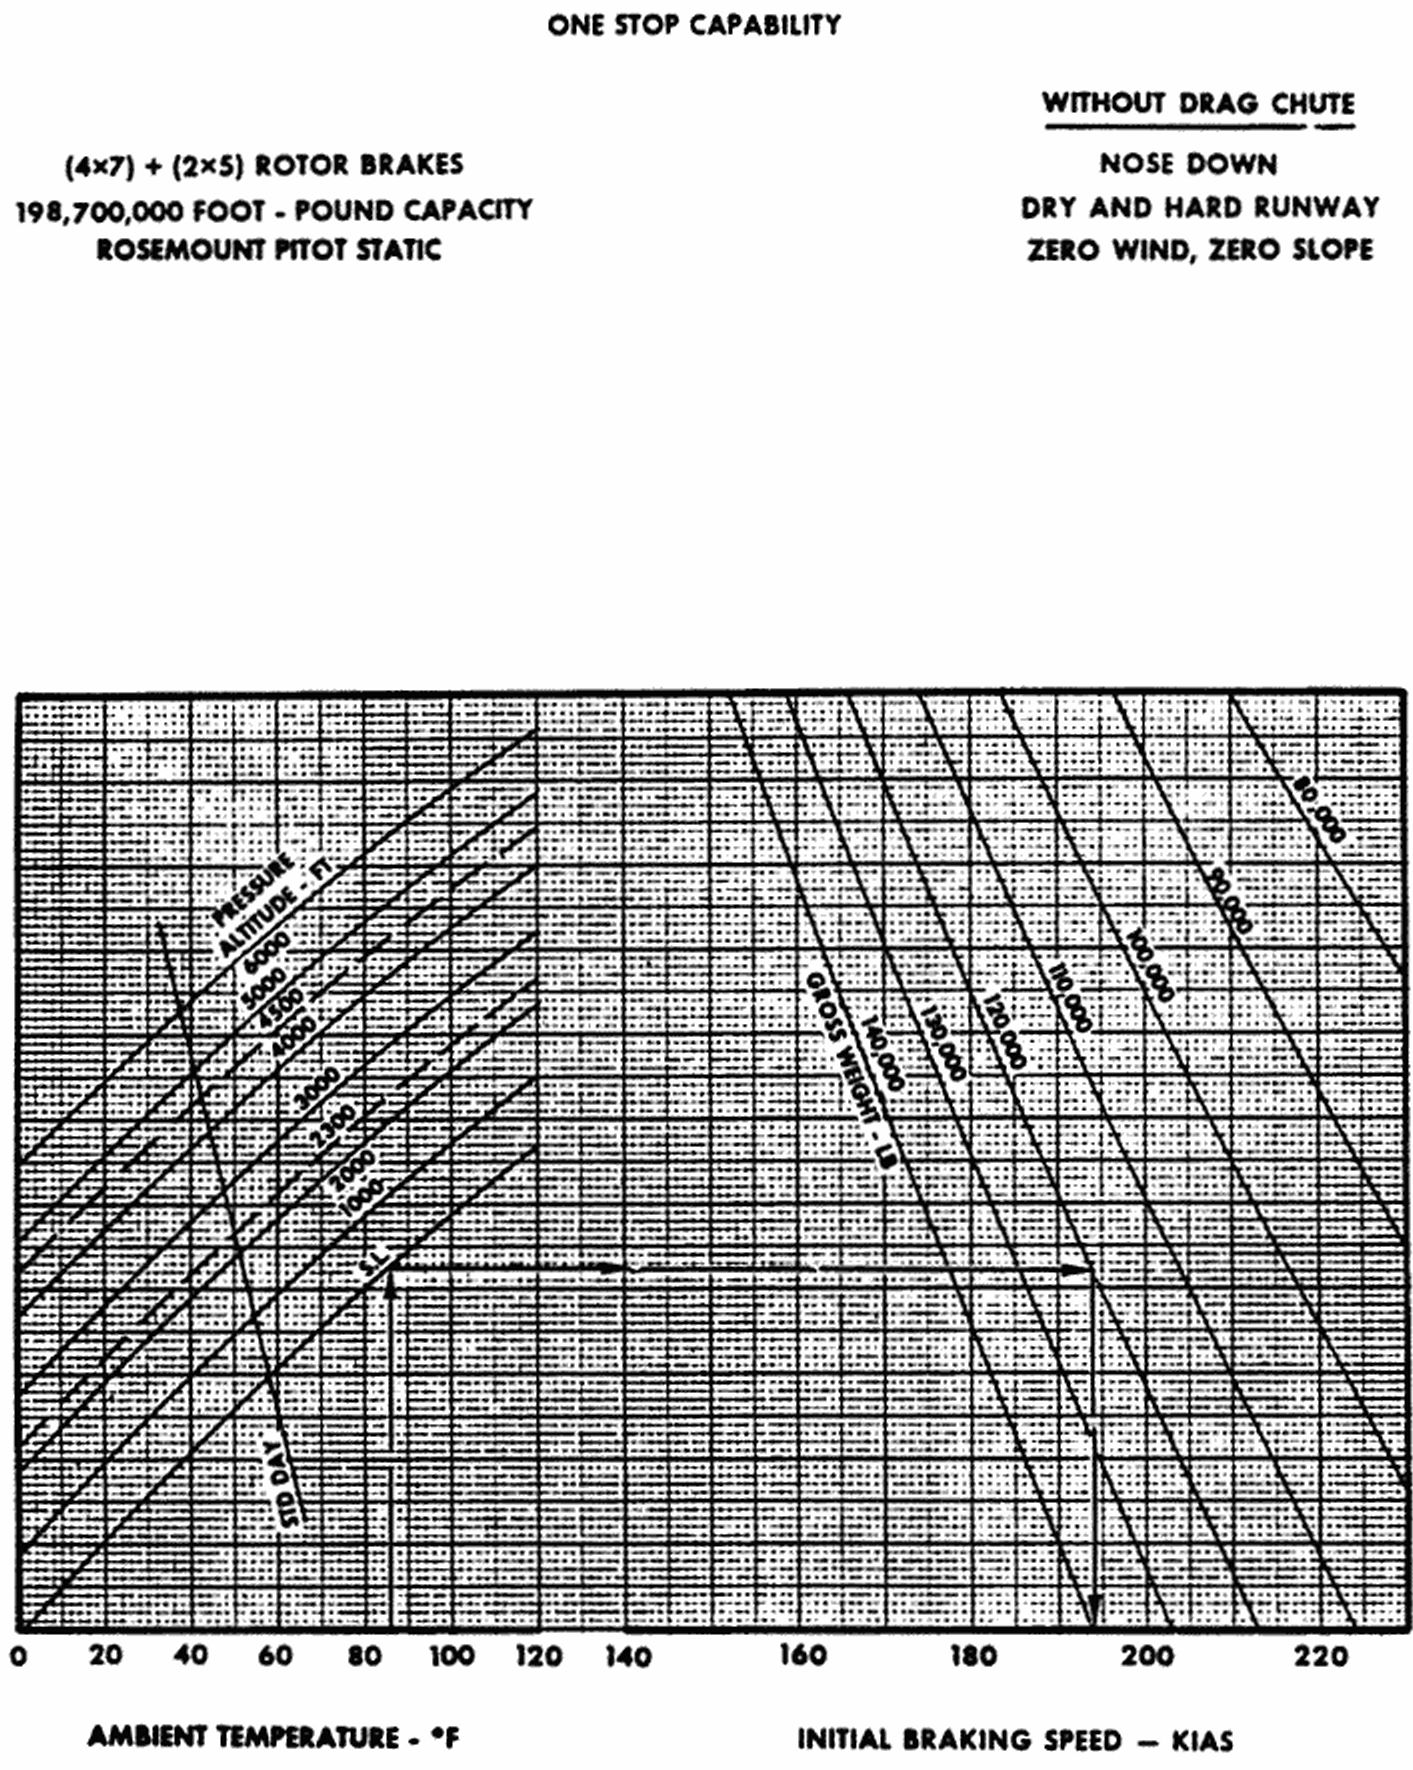 ONE STOP CAPABILITY
WITHOUT DRAG CHUTE
(4×7) + (2×5) ROTOR BRAKES
198,700,000 FOOT - POUND CAPACITY
ROSEMOUNT PITOT STATIC
NOSE DOWN
DRY AND HARD RUNWAY
ZERO WIND, ZERO SLOPE
PRESSURE
ALTITUDE - FT
6000
5000
4500
4000
3000
2300
2000
1000
S.L.
STD DAY
GROSS WEIGHT - LB
140,000
130,000
120,000
110,000
100,000
90,000
80,000
0 20 40 60 80 100 120 140 160 180 200 220
AMBIENT TEMPERATURE - °F
INITIAL BRAKING SPEED — KIAS